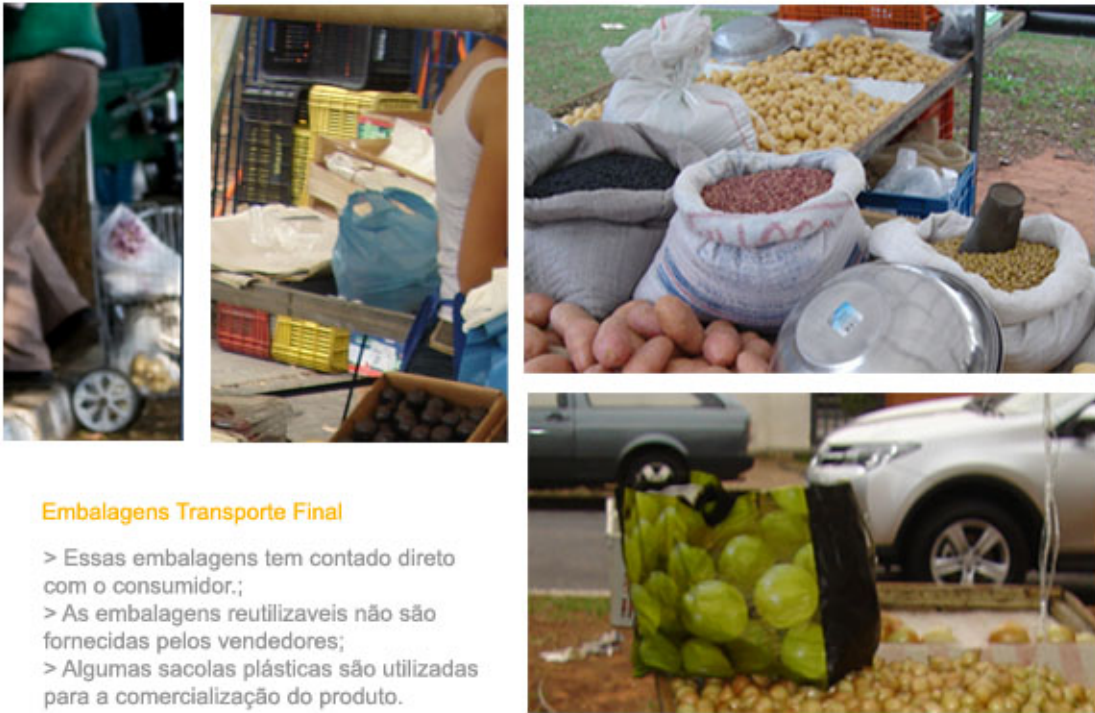 Embalagens Transporte Final
> Essas embalagens tem contado direto
com o consumidor.;
> As embalagens reutilizaveis não são
fornecidas pelos vendedores;
> Algumas sacolas plásticas são utilizadas
para a comercialização do produto.